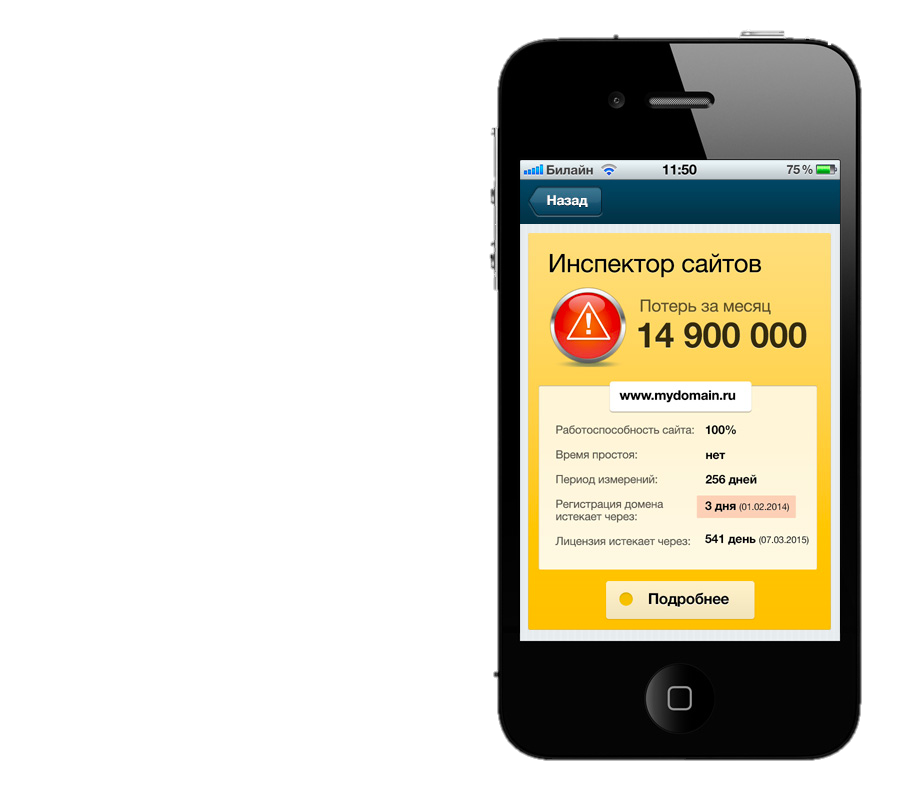 Билайн 11:50 75 %
Назад
Инспектор сайтов
Потерь за месяц
14 900 000
www.mydomain.ru
Работоспособность сайта: 100%
Время простоя: нет
Период измерений: 256 дней
Регистрация домена
истекает через: 3 дня (01.02.2014)
Лицензия истекает через: 541 день (07.03.2015)
Подробнее